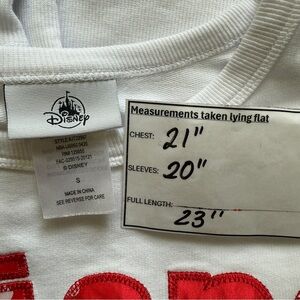 Disney
© DISNEY
S
MADE IN CHINA
SEE REVERSE FOR CARE
Measurements taken lying flat
CHEST: 21"
SLEEVES: 20"
FULL LENGTH: 23"